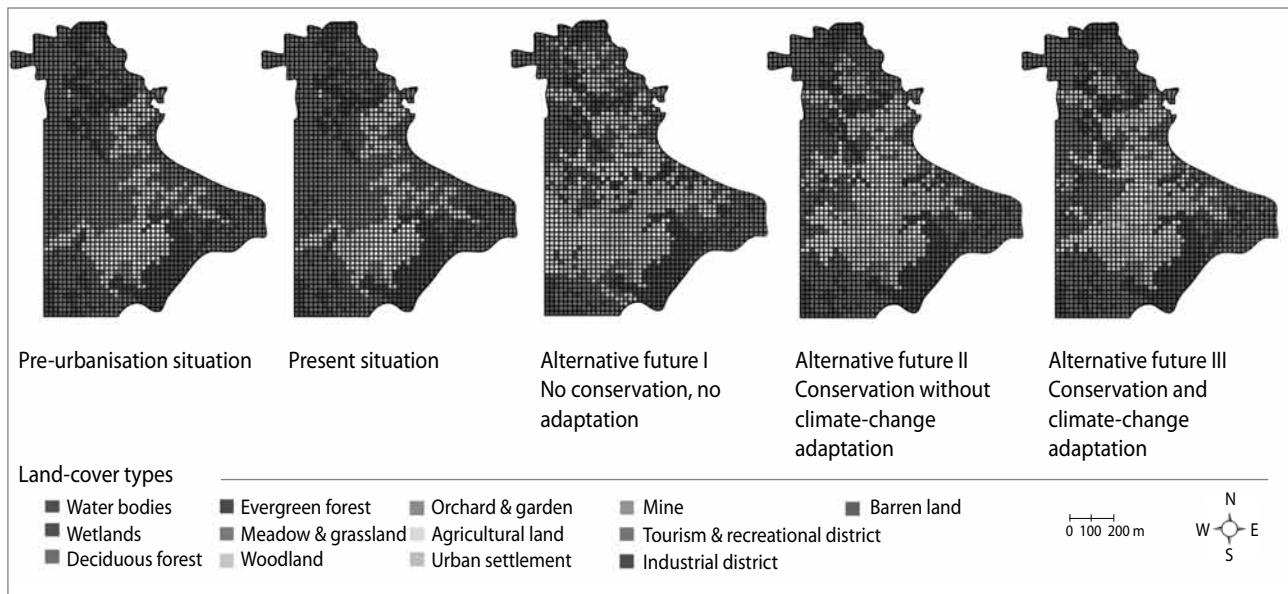 Pre-urbanisation situation
Present situation
Alternative future I
No conservation, no
adaptation
Alternative future II
Conservation without
climate-change
adaptation
Alternative future III
Conservation and
climate-change
adaptation
Land-cover types
Water bodies
Wetlands
Deciduous forest
Evergreen forest
Meadow & grassland
Woodland
Orchard & garden
Agricultural land
Urban settlement
Mine
Tourism & recreational district
Industrial district
Barren land
0 100 200 m
N
W E
S